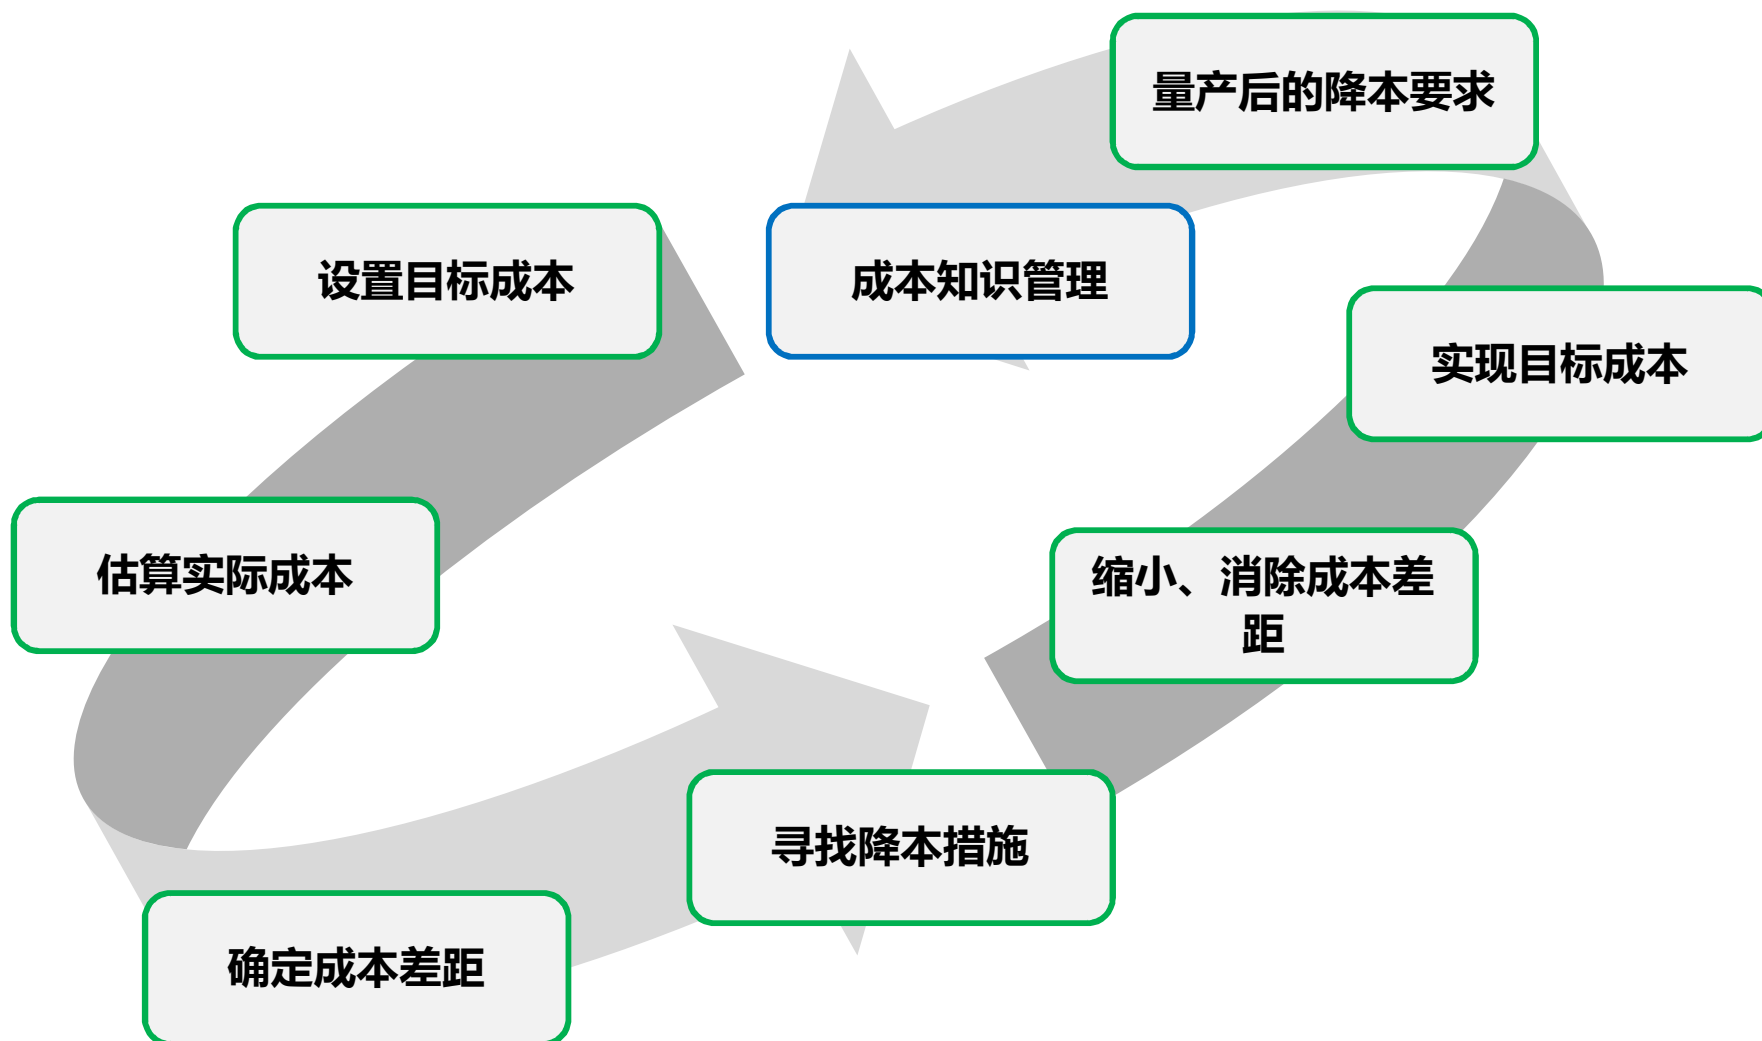 量产后的降本要求
设置目标成本
成本知识管理
实现目标成本
估算实际成本
缩小、消除成本差
距
寻找降本措施
确定成本差距